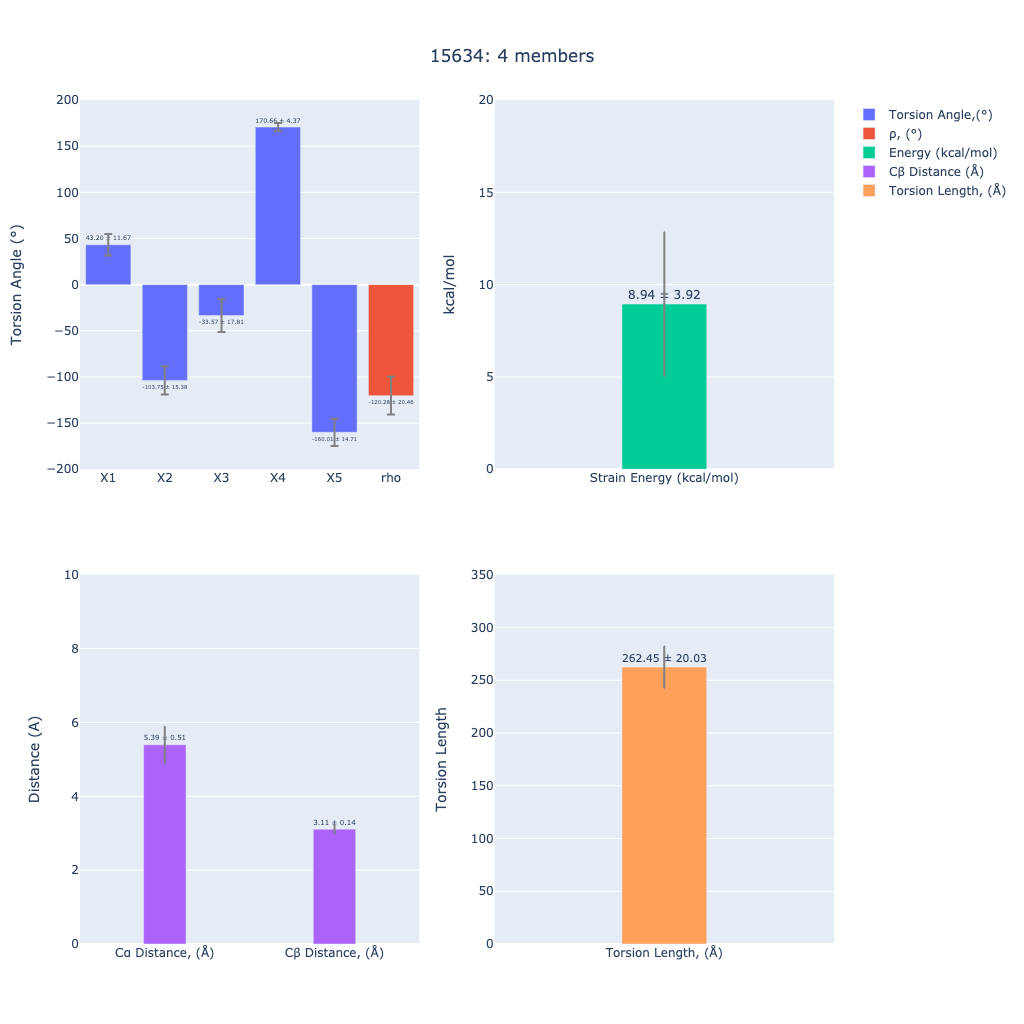 15634: 4 members
Torsion Angle (°)
200
150
100
50
0
−50
−100
−150
−200
43.20 ± 11.67
-103.75 ± 15.38
-33.57 ± 17.81
170.66 ± 4.37
-160.01 ± 14.71
-120.28 ± 20.46
X1 X2 X3 X4 X5 rho
kcal/mol
20
15
10
5
0
8.94 ± 3.92
Strain Energy (kcal/mol)
Torsion Angle,(°)
ρ, (°)
Energy (kcal/mol)
Cβ Distance (Å)
Torsion Length, (Å)
Distance (A)
10
8
6
4
2
0
5.39 ± 0.51
3.11 ± 0.14
Cα Distance, (Å) Cβ Distance, (Å)
Torsion Length
350
300
250
200
150
100
50
0
262.45 ± 20.03
Torsion Length, (Å)